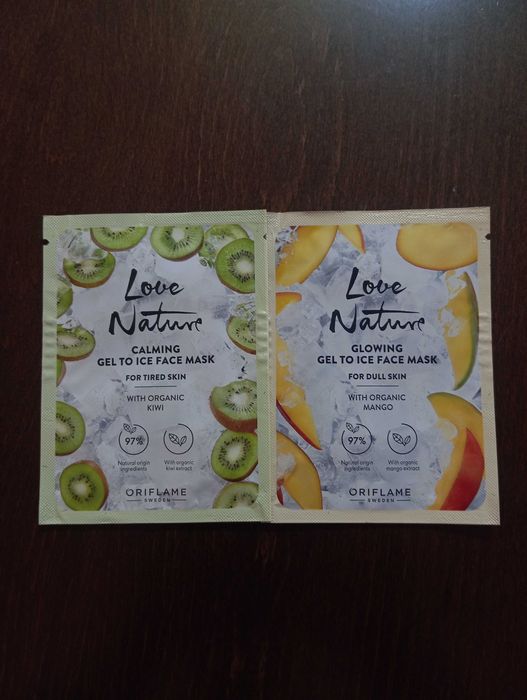 Love
Nature
CALMING
GEL TO ICE FACE MASK
FOR TIRED SKIN
WITH ORGANIC
KIWI
97%
Natural origin
ingredients
With organic
kiwi extract
ORIFLAME
SWEDEN
Love
Nature
GLOWING
GEL TO ICE FACE MASK
FOR DULL SKIN
WITH ORGANIC
MANGO
97%
Natural origin
ingredients
With organic
mango extract
ORIFLAME
SWEDEN